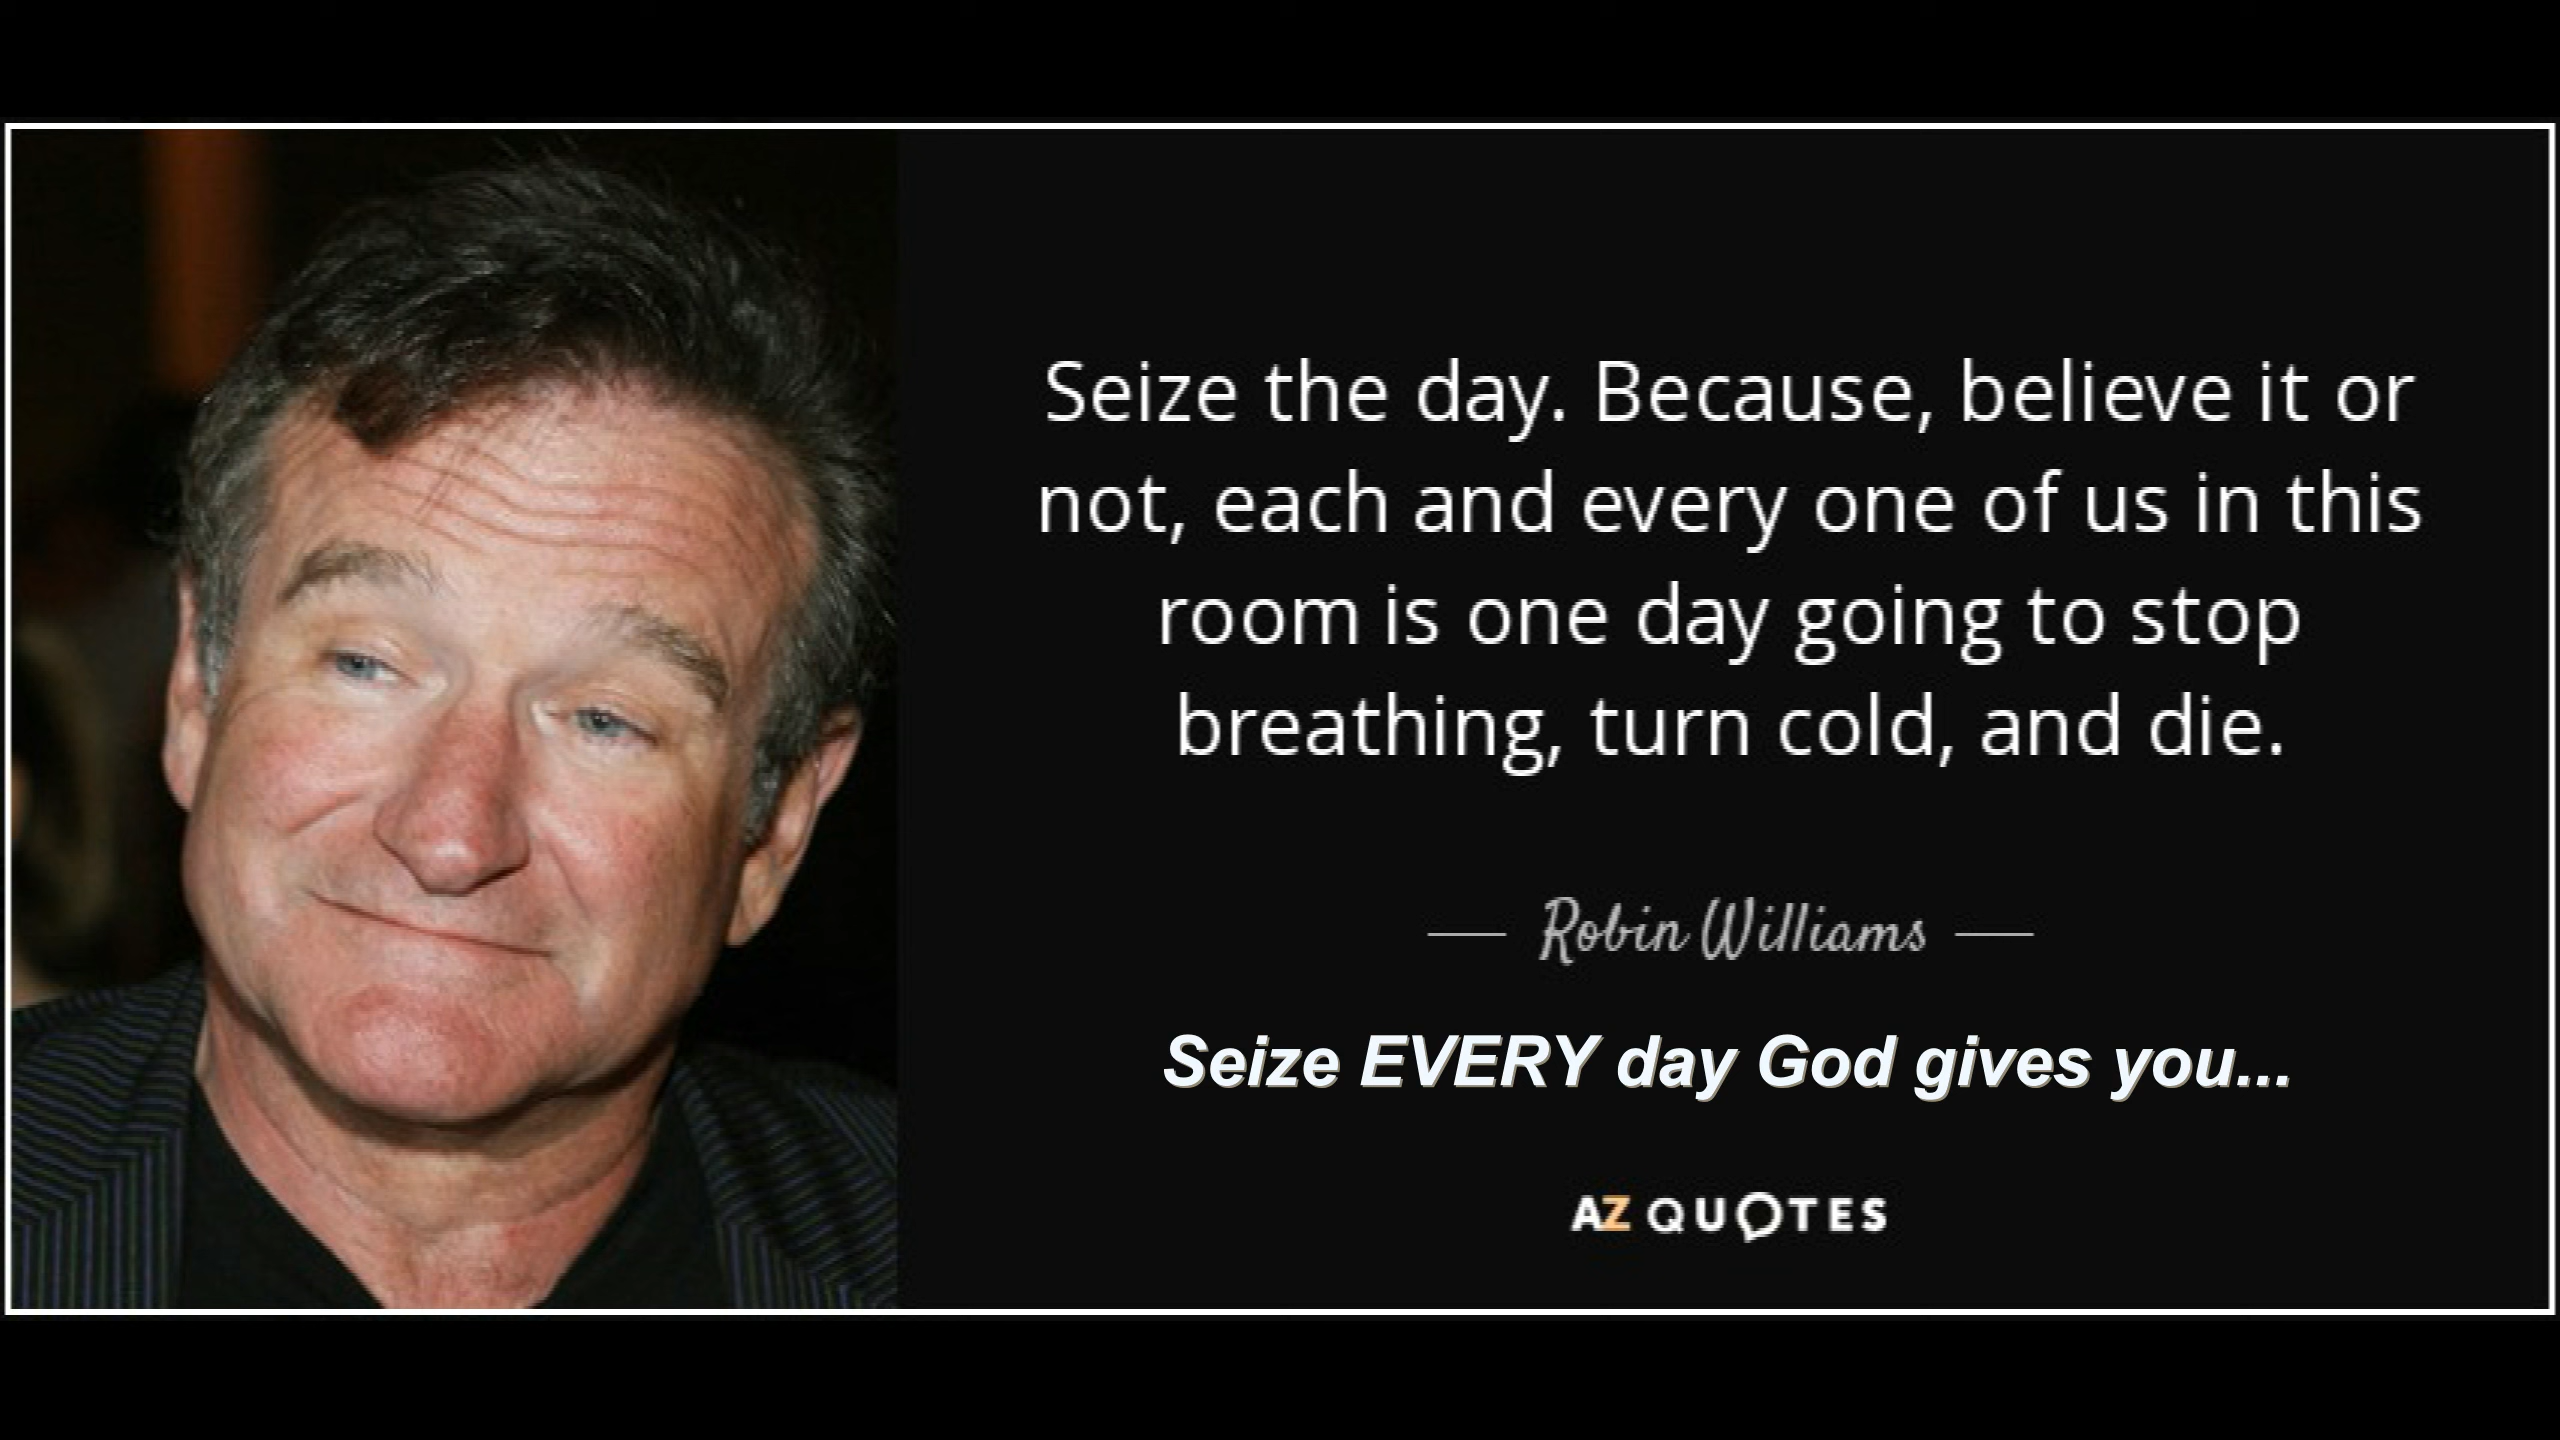 Seize the day. Because, believe it or
not, each and every one of us in this
room is one day going to stop
breathing, turn cold, and die.
Robin Williams
Seize EVERY day God gives you...
AZ QUOTES